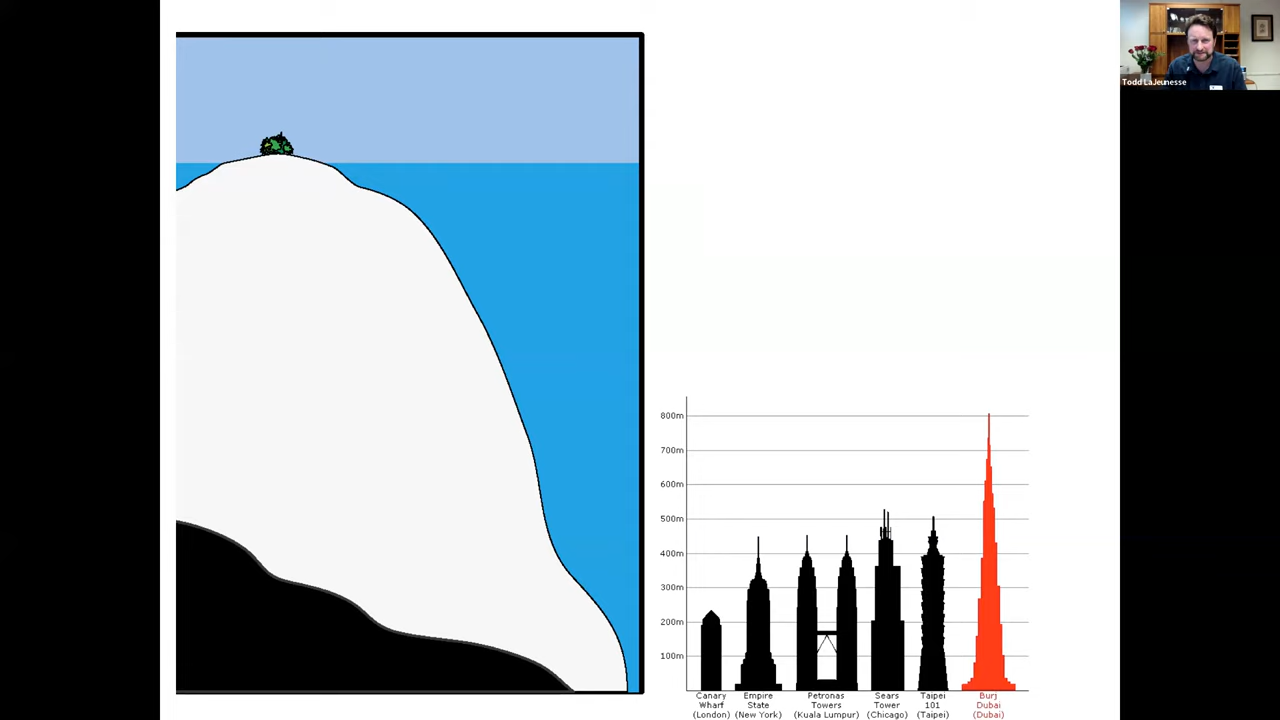 Todd LaJeunesse
800m
700m
600m
500m
400m
300m
200m
100m
Canary
Wharf
(London)
Empire
State
(New York)
Petronas
Towers
(Kuala Lumpur)
Sears
Tower
(Chicago)
Taipei
101
(Taipei)
Burj
Dubai
(Dubai)